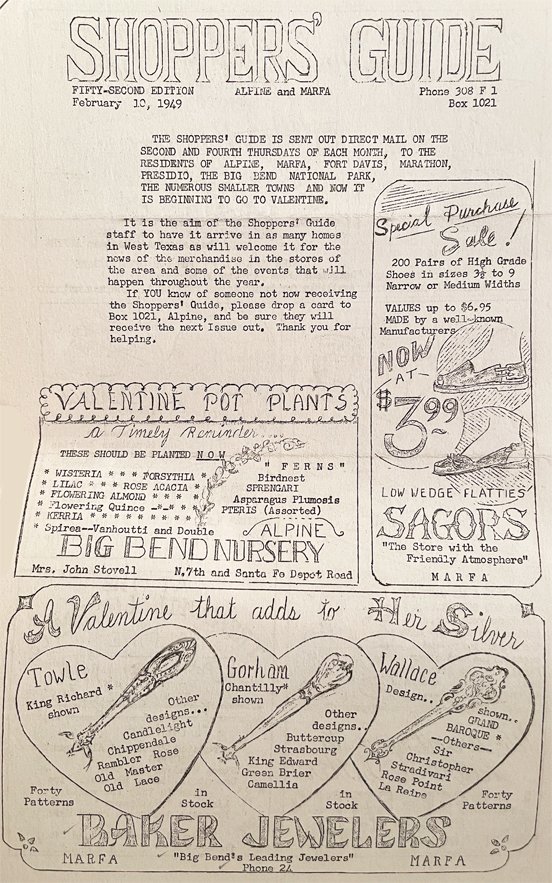 SHOPPERS' GUIDE
FIFTY-SECOND EDITION
ALPINE and MARFA
Phone 308 F 1
February 10, 1949
Box 1021
THE SHOPPERS' GUIDE IS SENT OUT DIRECT MAIL ON THE
SECOND AND FOURTH THURSDAYS OF EACH MONTH, TO THE
RESIDENTS OF ALPINE, MARFA, FORT DAVIS, MARATHON,
PRESIDIO, THE BIG BEND NATIONAL PARK,
THE NUMEROUS SMALLER TOWNS AND NOW IT
IS BEGINNING TO GO TO VALENTINE.
It is the aim of the Shoppers' Guide
staff to have it arrive in as many homes
in West Texas as will welcome it for the
news of the merchandise in the stores of
the area and some of the events that will
happen throughout the year.
If YOU know of someone not now receiving
the Shoppers' Guide, please drop a card to
Box 1021, Alpine, and be sure they will
receive the next Issue out. Thank you for
helping.
Special Purchase
Sale!
200 Pairs of High Grade
Shoes in sizes 3½ to 9
Narrow or Medium Widths
VALUES up to $6.95
MADE by a well-known
Manufacturers
NOW
-AT-
$3.99
LOW WEDGE FLATTIES
SAGORS
"The Store with the
Friendly Atmosphere"
MARFA
VALENTINE POT PLANTS
a Timely Reminder....
THESE SHOULD BE PLANTED NOW
* WISTERIA * * * FORSYTHIA *
* LILAC * * ROSE ACACIA *
* FLOWERING ALMOND * * *
* Flowering Quince -*-* *
* KERRIA * * * * * * *
* Spirea--Vanhoutti and Double
" FERNS "
Birdnest
SPRENGARI
Asparagus Plumosis
PTERIS (Assorted)
ALPINE
BIG BEND NURSERY
Mrs. John Stovell
N,7th and Santa Fe Depot Road
A Valentine that adds to Her Silver
Towle
King Richard *
shown
Other
designs...
Candlelight
Chippendale
Rambler Rose
Old Master
Old Lace
Forty
Patterns
in
Stock
Gorham
Chantilly*
shown
Other
designs..
Buttercup
Strasbourg
King Edward
Green Brier
Camellia
in
Stock
Wallace
Design..
shown..
GRAND
BAROQUE *
--Others--
Sir
Christopher
Stradivari
Rose Point
La Reine
Forty
Patterns
BAKER JEWELERS
MARFA
"Big Bend's Leading Jewelers"
MARFA
Phone 24